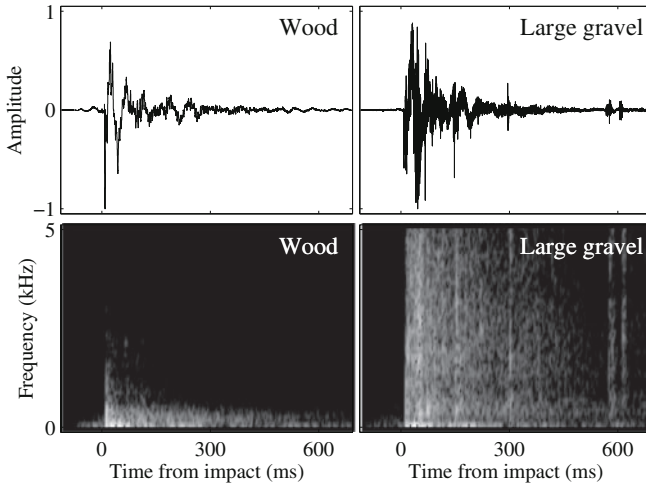 1
Wood
Large gravel
Amplitude
0
−1
5
Wood
Large gravel
Frequency (kHz)
0
0 300 600 0 300 600
Time from impact (ms) Time from impact (ms)